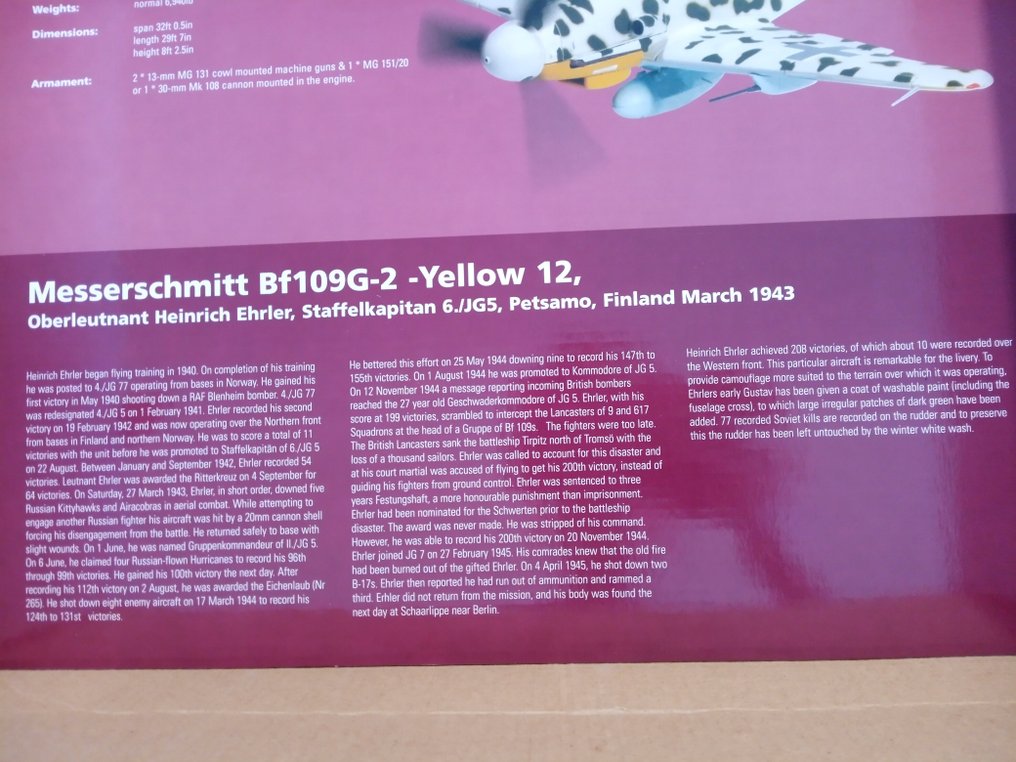 Weights:
normal 6,940lb
Dimensions:
span 32ft 0.5in
length 29ft 7in
height 8ft 2.5in
Armament:
2 * 13-mm MG 131 cowl mounted machine guns & 1 * MG 151/20
or 1 * 30-mm Mk 108 cannon mounted in the engine.
Messerschmitt Bf109G-2 -Yellow 12,
Oberleutnant Heinrich Ehrler, Staffelkapitan 6./JG5, Petsamo, Finland March 1943
Heinrich Ehrler began flying training in 1940. On completion of his training
he was posted to 4./JG 77 operating from bases in Norway. He gained his
first victory in May 1940 shooting down a RAF Blenheim bomber. 4./JG 77
was redesignated 4./JG 5 on 1 February 1941. Ehrler recorded his second
victory on 19 February 1942 and was now operating over the Northern front
from bases in Finland and northern Norway. He was to score a total of 11
victories with the unit before he was promoted to Staffelkapitän of 6./JG 5
on 22 August. Between January and September 1942, Ehrler recorded 54
victories. Leutnant Ehrler was awarded the Ritterkreuz on 4 September for
64 victories. On Saturday, 27 March 1943, Ehrler, in short order, downed five
Russian Kittyhawks and Airacobras in aerial combat. While attempting to
engage another Russian fighter his aircraft was hit by a 20mm cannon shell
forcing his disengagement from the battle. He returned safely to base with
slight wounds. On 1 June, he was named Gruppenkommandeur of II./JG 5.
On 6 June, he claimed four Russian-flown Hurricanes to record his 96th
through 99th victories. He gained his 100th victory the next day. After
recording his 112th victory on 2 August, he was awarded the Eichenlaub (Nr
265). He shot down eight enemy aircraft on 17 March 1944 to record his
124th to 131st victories.
He bettered this effort on 25 May 1944 downing nine to record his 147th to
155th victories. On 1 August 1944 he was promoted to Kommodore of JG 5.
On 12 November 1944 a message reporting incoming British bombers
reached the 27 year old Geschwaderkommodore of JG 5. Ehrler, with his
score at 199 victories, scrambled to intercept the Lancasters of 9 and 617
Squadrons at the head of a Gruppe of Bf 109s. The fighters were too late.
The British Lancasters sank the battleship Tirpitz north of Tromsö with the
loss of a thousand sailors. Ehrler was called to account for this disaster and
at his court martial was accused of flying to get his 200th victory, instead of
guiding his fighters from ground control. Ehrler was sentenced to three
years Festungshaft, a more honourable punishment than imprisonment.
Ehrler had been nominated for the Schwerten prior to the battleship
disaster. The award was never made. He was stripped of his command.
However, he was able to record his 200th victory on 20 November 1944.
Ehrler joined JG 7 on 27 February 1945. His comrades knew that the old fire
had been burned out of the gifted Ehrler. On 4 April 1945, he shot down two
B-17s. Ehrler then reported he had run out of ammunition and rammed a
third. Erhler did not return from the mission, and his body was found the
next day at Schaarlippe near Berlin.
Heinrich Ehrler achieved 208 victories, of which about 10 were recorded over
the Western front. This particular aircraft is remarkable for the livery. To
provide camouflage more suited to the terrain over which it was operating,
Ehrlers early Gustav has been given a coat of washable paint (including the
fuselage cross), to which large irregular patches of dark green have been
added. 77 recorded Soviet kills are recorded on the rudder and to preserve
this the rudder has been left untouched by the winter white wash.